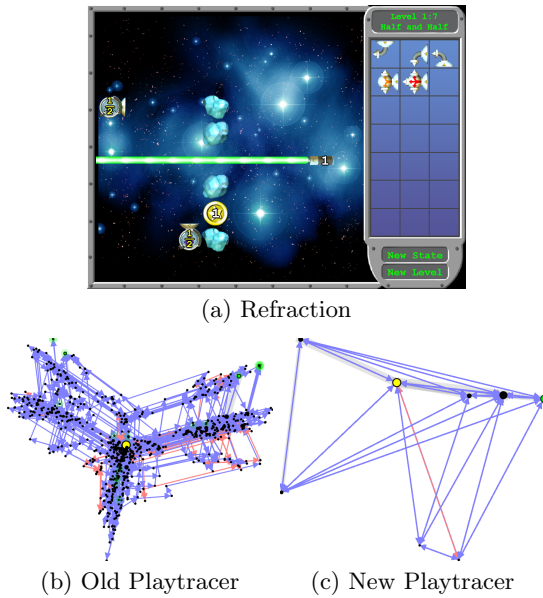 Level I:7
Half and Half
1
2
1
1
1
2
New State
New Level
(a) Refraction
(b) Old Playtracer
(c) New Playtracer